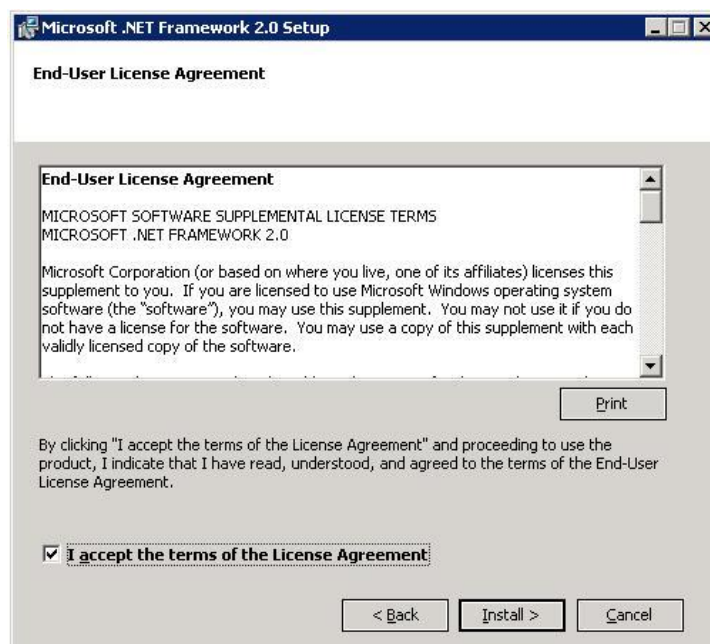 Microsoft .NET Framework 2.0 Setup
End-User License Agreement
End-User License Agreement
MICROSOFT SOFTWARE SUPPLEMENTAL LICENSE TERMS
MICROSOFT .NET FRAMEWORK 2.0
Microsoft Corporation (or based on where you live, one of its affiliates) licenses this
supplement to you.  If you are licensed to use Microsoft Windows operating system
software (the “software”), you may use this supplement.  You may not use it if you do
not have a license for the software.  You may use a copy of this supplement with each
validly licensed copy of the software.
Print
By clicking "I accept the terms of the License Agreement" and proceeding to use the
product, I indicate that I have read, understood, and agreed to the terms of the End-User
License Agreement.
I accept the terms of the License Agreement
< Back
Install >
Cancel